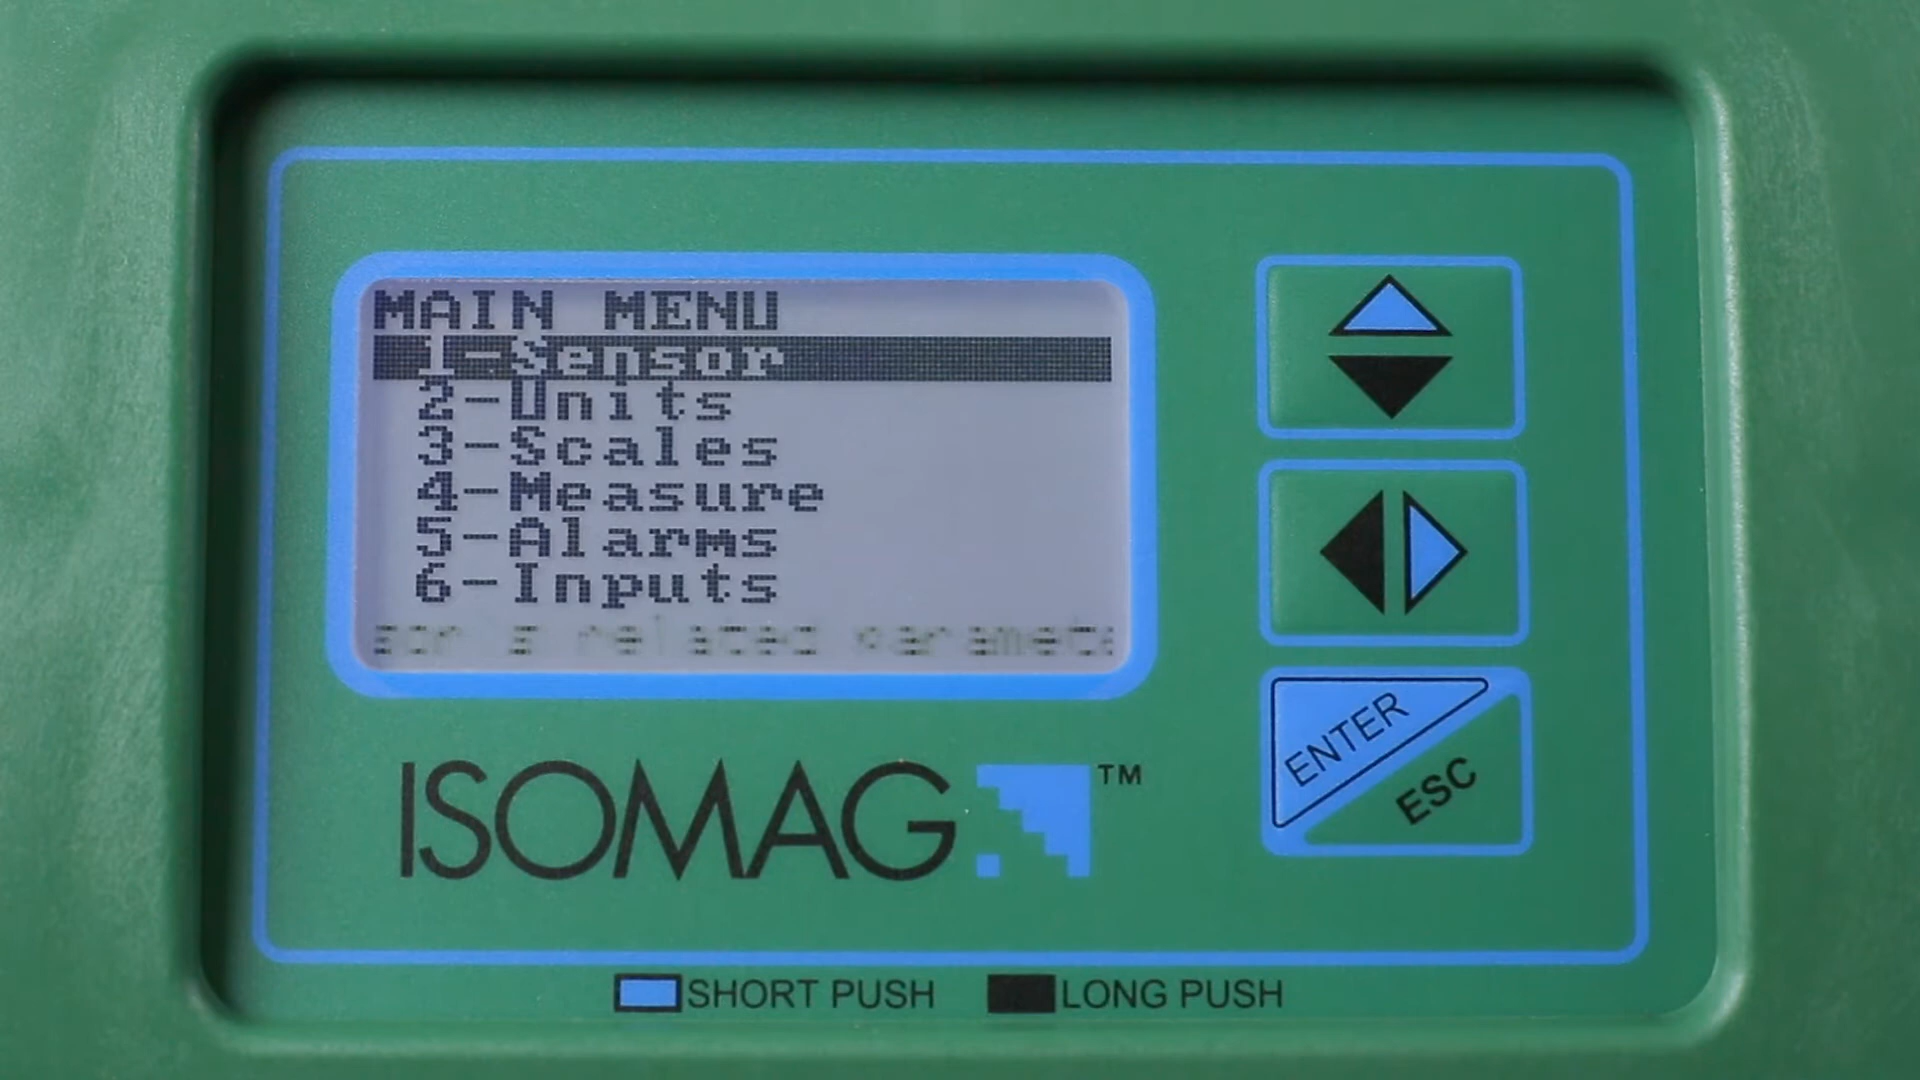 MAIN MENU
1-Sensor
2-Units
3-Scales
4-Measure
5-Alarms
6-Inputs
related
ENTER
ESC
ISOMAG™
SHORT PUSH
LONG PUSH